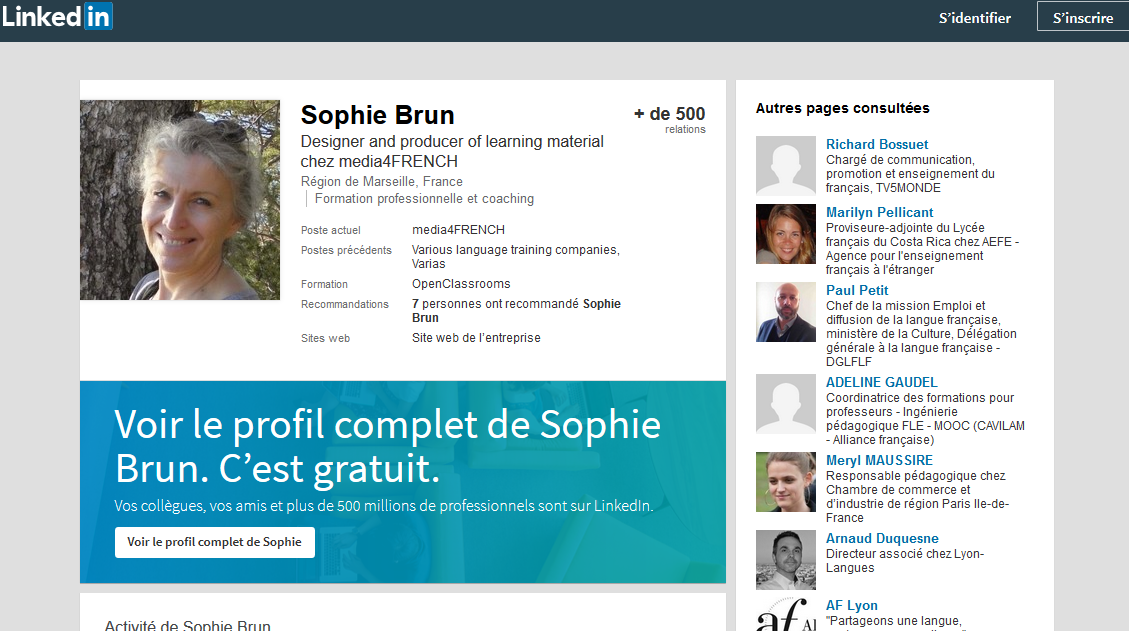 Linked in
S'identifier
S'inscrire
Sophie Brun
+ de 500
relations
Designer and producer of learning material
chez media4FRENCH
Région de Marseille, France
Formation professionelle et coaching
Poste actuel
media4FRENCH
Postes précédents
Various language training companies,
Varias
Formation
OpenClassrooms
Recommandations
7 personnes ont recommandé Sophie
Brun
Sites web
Site web de l'entreprise
Voir le profil complet de Sophie
Brun. C'est gratuit.
Vos collègues, vos amis et plus de 500 millions de professionnels sont sur LinkedIn.
Voir le profil complet de Sophie
Activité de Sophie Brun
Autres pages consultées
Richard Bossuet
Chargé de communication,
promotion et enseignement du
français, TV5MONDE
Marilyn Pellicant
Proviseure-adjointe du Lycée
français du Costa Rica chez AEFE -
Agence pour l'enseignement
français à l'étranger
Paul Petit
Chef de la mission Emploi et
diffusion de la langue française,
ministère de la Culture, Délégation
générale à la langue française -
DGLFLF
ADELINE GAUDEL
Coordinatrice des formations pour
professeurs - Ingénierie
pédagogique FLE - MOOC (CAVILAM
- Alliance française)
Meryl MAUSSIRE
Responsable pédagogique chez
Chambre de commerce et
d'industrie de région Paris Ile-de-
France
Arnaud Duquesne
Directeur associé chez Lyon-
Langues
af
AF Lyon
"Partageons une langue,